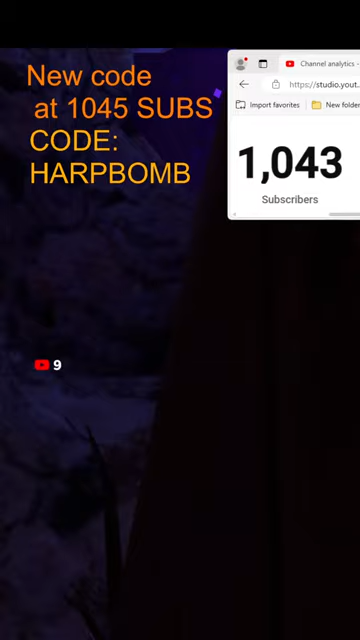 New code
at 1045 SUBS
CODE:
HARPBOMB
Channel analytics -
https://studio.yout
Import favorites
New folder
1,043
Subscribers
9